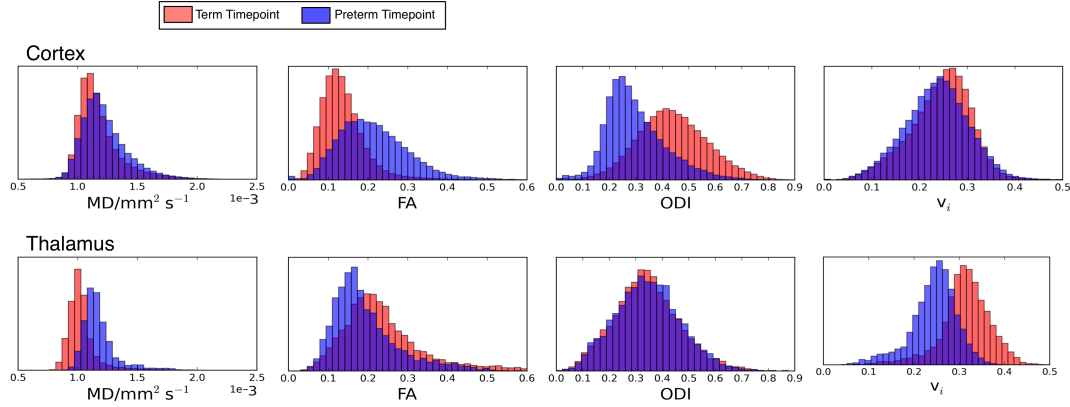 Term Timepoint Preterm Timepoint
Cortex
0.5 1.0 1.5 2.0 2.5
MD/mm² s⁻¹ 1e-3
0.0 0.1 0.2 0.3 0.4 0.5 0.6
FA
0.0 0.1 0.2 0.3 0.4 0.5 0.6 0.7 0.8 0.9
ODI
0.0 0.1 0.2 0.3 0.4 0.5
vᵢ
Thalamus
0.5 1.0 1.5 2.0 2.5
MD/mm² s⁻¹ 1e-3
0.0 0.1 0.2 0.3 0.4 0.5 0.6
FA
0.0 0.1 0.2 0.3 0.4 0.5 0.6 0.7 0.8 0.9
ODI
0.0 0.1 0.2 0.3 0.4 0.5
vᵢ